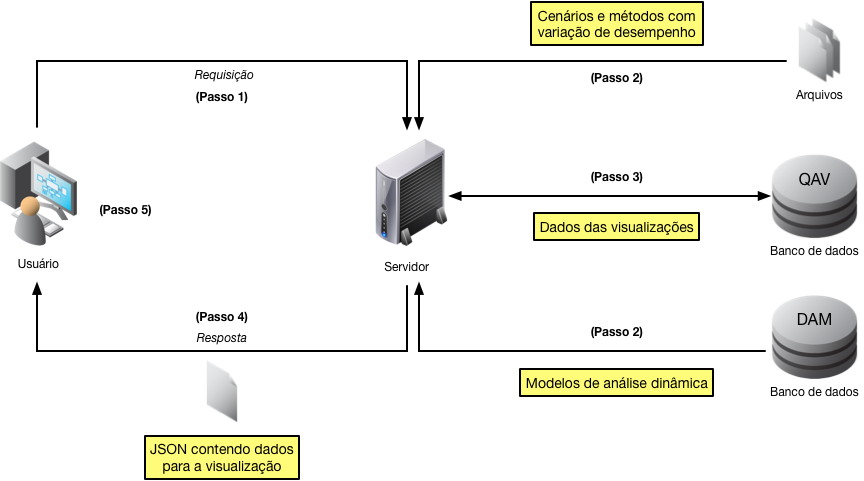 Cenários e métodos com
variação de desempenho
Requisição
(Passo 1)
(Passo 2)
Arquivos
(Passo 3)
QAV
(Passo 5)
Dados das visualizações
Usuário
Servidor
Banco de dados
(Passo 4)
Resposta
(Passo 2)
DAM
Modelos de análise dinâmica
Banco de dados
JSON contendo dados
para a visualização